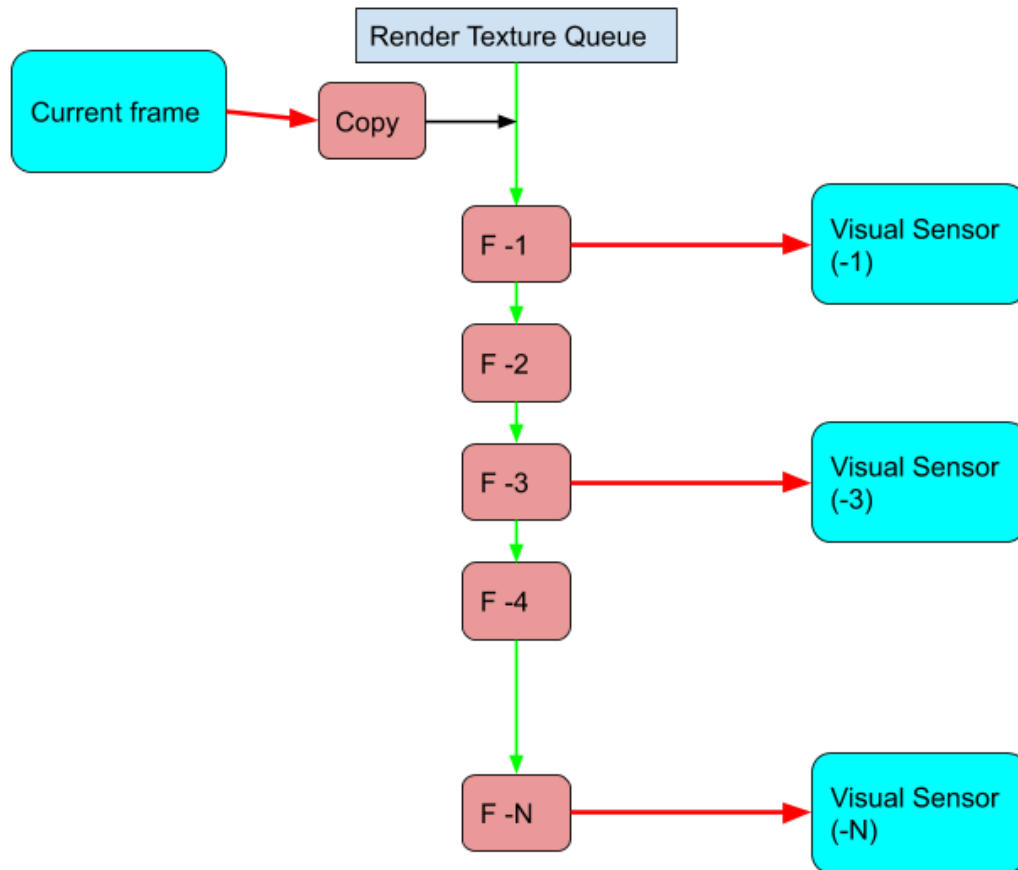 Render Texture Queue
Current frame
Copy
F -1
Visual Sensor
(-1)
F -2
F -3
Visual Sensor
(-3)
F -4
F -N
Visual Sensor
(-N)